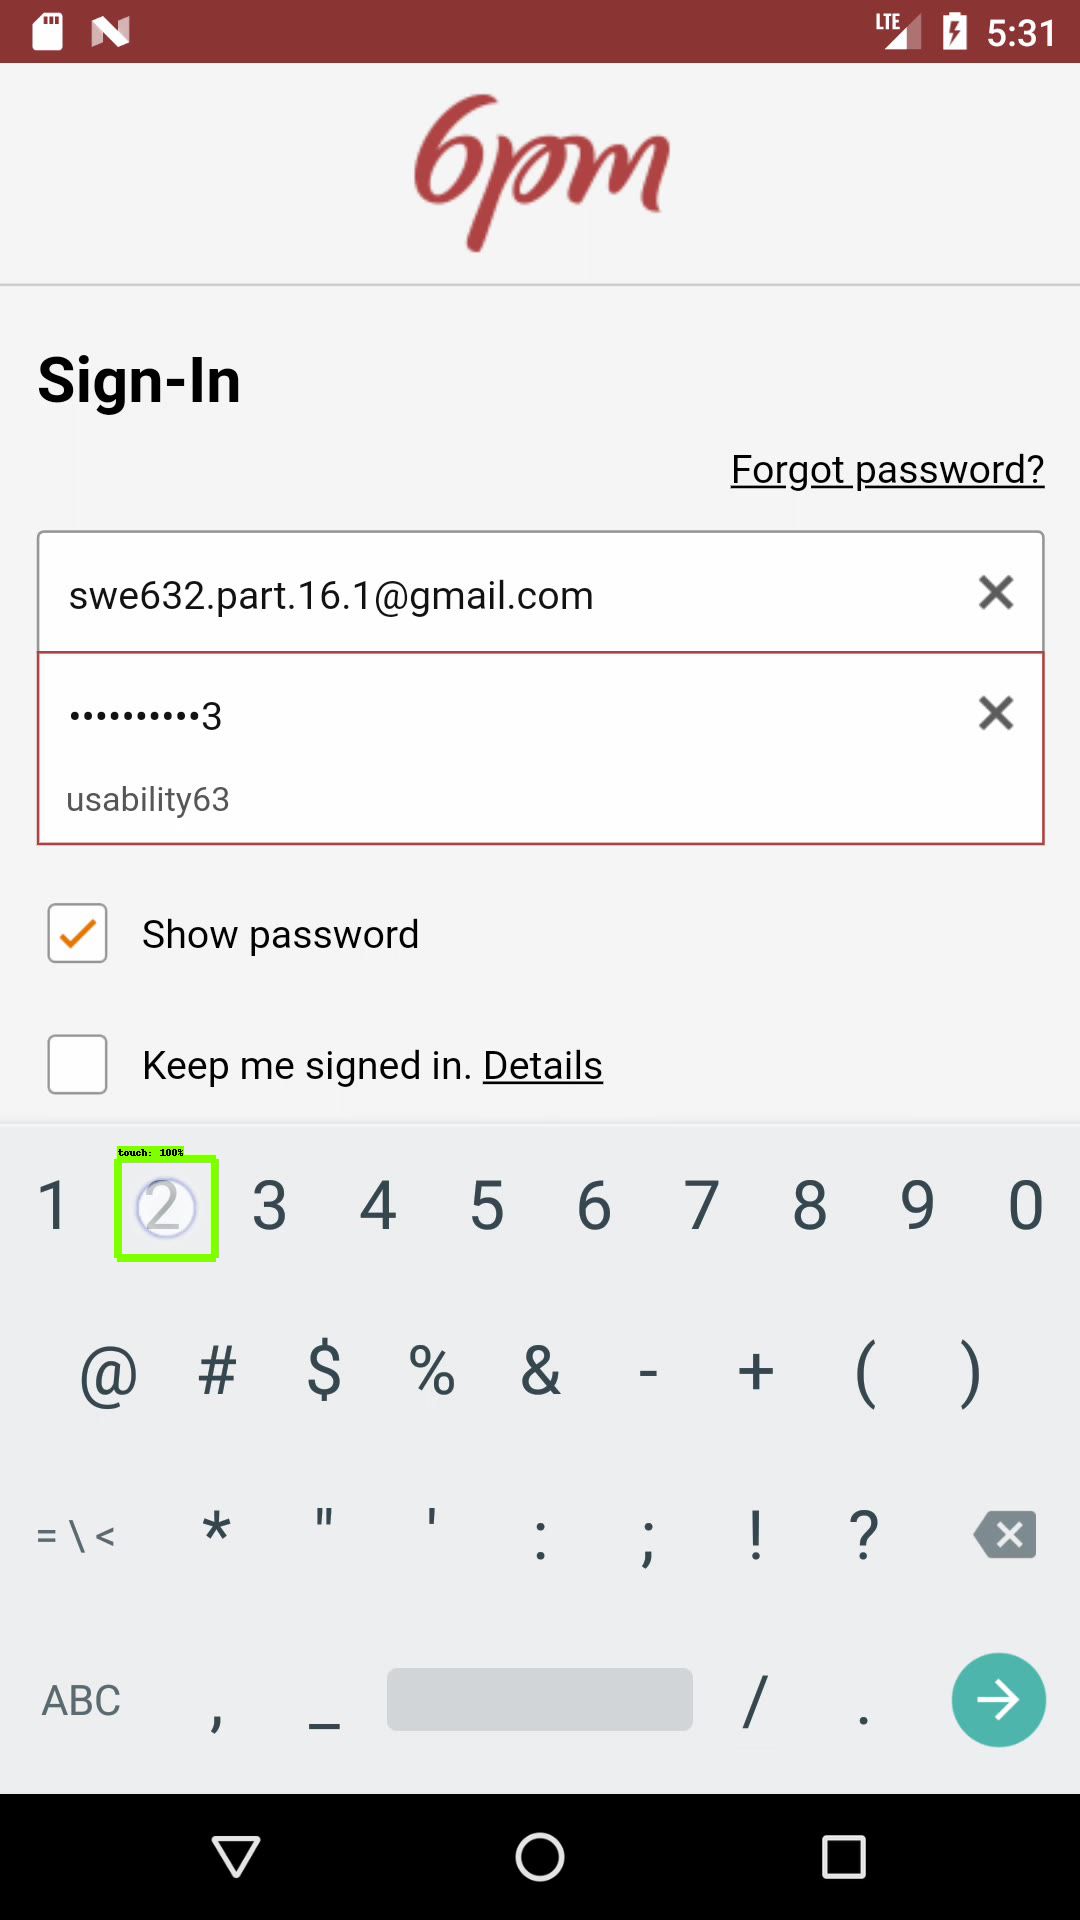 LTE 5:31
6pm
Sign-In
Forgot password?
swe632.part.16.1@gmail.com
••••••••••3
usability63
Show password
Keep me signed in. Details
touch: 100%
1 2 3 4 5 6 7 8 9 0
@ # $ % & - + ( )
= \ < * " ' : ; ! ?
ABC , _ / .